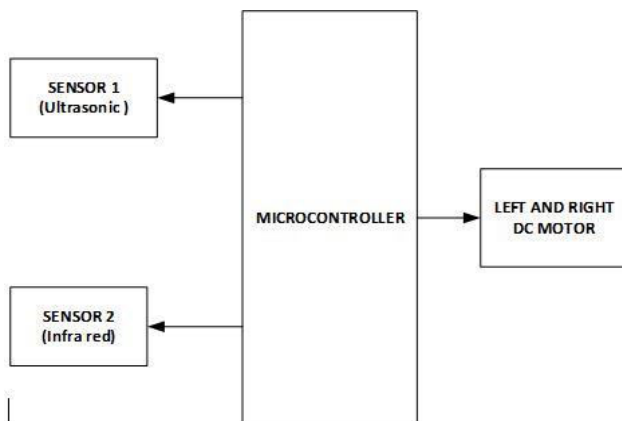 SENSOR 1
(Ultrasonic )
MICROCONTROLLER
LEFT AND RIGHT
DC MOTOR
SENSOR 2
(Infra red)